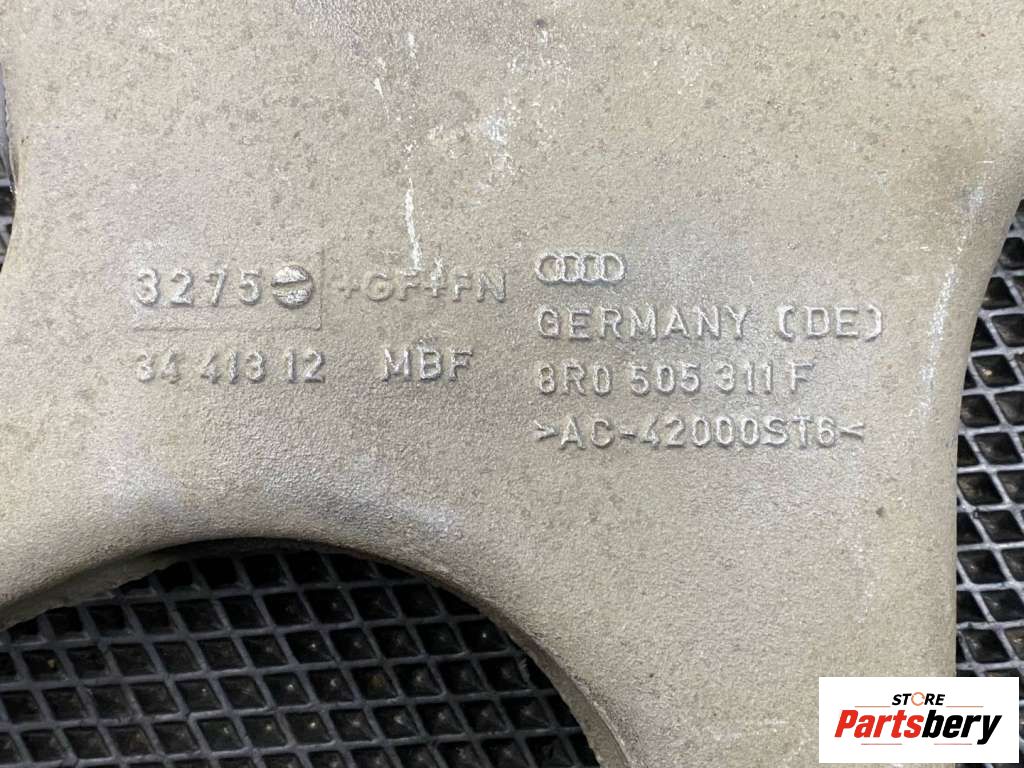 3275 +GF+FN
34 413 12 MBF
GERMANY (DE)
8R0 505 311 F
>AC-42000ST6<
STORE
Partsbery